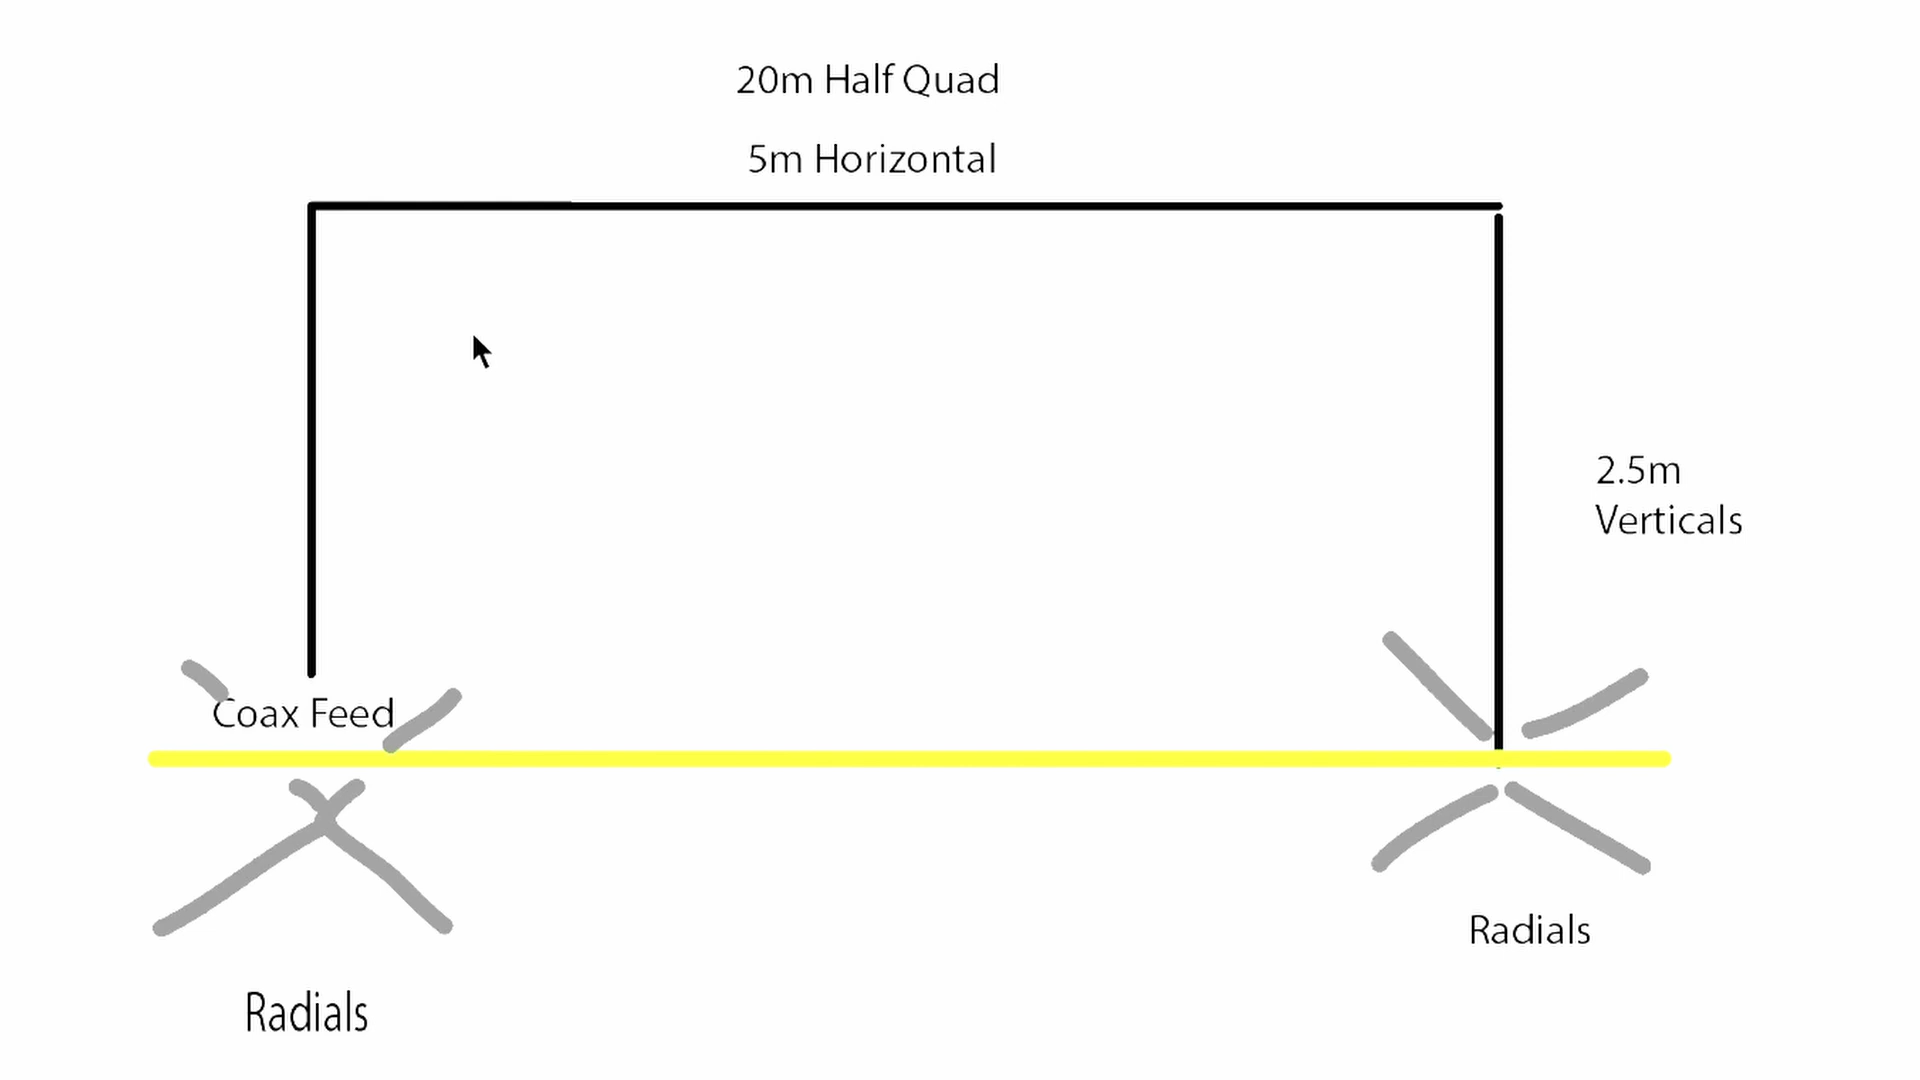 20m Half Quad
5m Horizontal
2.5m
Verticals
Coax Feed
Radials
Radials